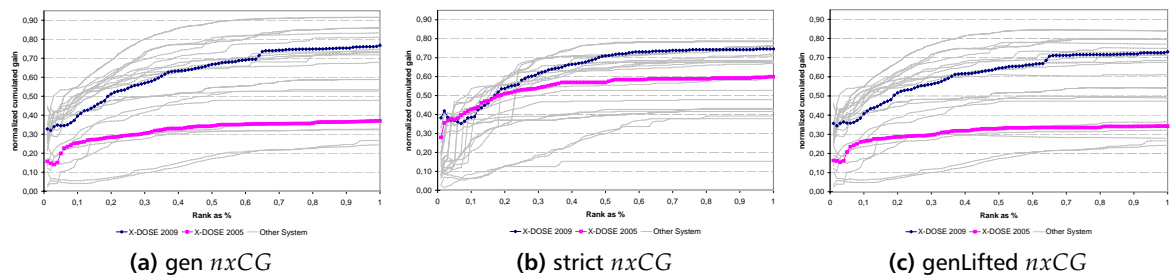 0,90
0,80
0,70
0,60
0,50
0,40
0,30
0,20
0,10
0,00
normalized cumulated gain
0 0,1 0,2 0,3 0,4 0,5 0,6 0,7 0,8 0,9 1
Rank as %
X-DOSE 2009 X-DOSE 2005 Other System
(a) gen nxCG
0,90
0,80
0,70
0,60
0,50
0,40
0,30
0,20
0,10
0,00
normalized cumulated gain
0 0,1 0,2 0,3 0,4 0,5 0,6 0,7 0,8 0,9 1
Rank as %
X-DOSE 2009 X-DOSE 2005 Other System
(b) strict nxCG
0,90
0,80
0,70
0,60
0,50
0,40
0,30
0,20
0,10
0,00
normalized cumulated gain
0 0,1 0,2 0,3 0,4 0,5 0,6 0,7 0,8 0,9 1
Rank as %
X-DOSE 2009 X-DOSE 2005 Other System
(c) genLifted nxCG